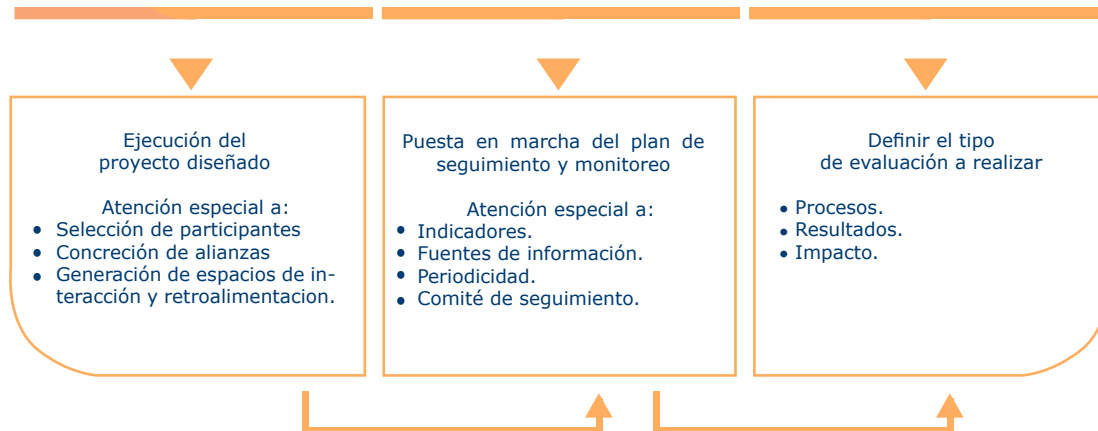 Ejecución del
proyecto diseñado
Atención especial a:
• Selección de participantes
• Concreción de alianzas
• Generación de espacios de in-
teracción y retroalimentacion.
Puesta en marcha del plan de
seguimiento y monitoreo
Atención especial a:
• Indicadores.
• Fuentes de información.
• Periodicidad.
• Comité de seguimiento.
Definir el tipo
de evaluación a realizar
• Procesos.
• Resultados.
• Impacto.